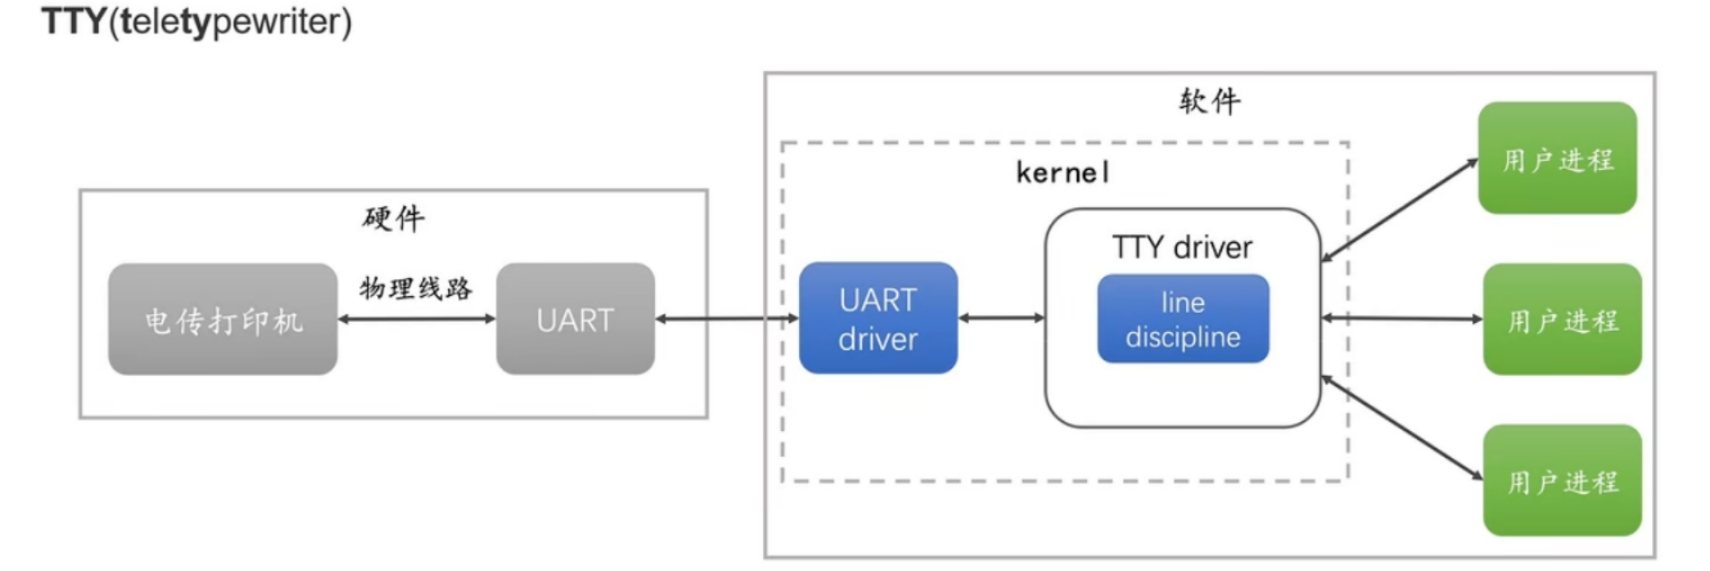 TTY(teletypewriter)
硬件
电传打印机
物理线路
UART
软件
kernel
UART
driver
TTY driver
line
discipline
用户进程
用户进程
用户进程